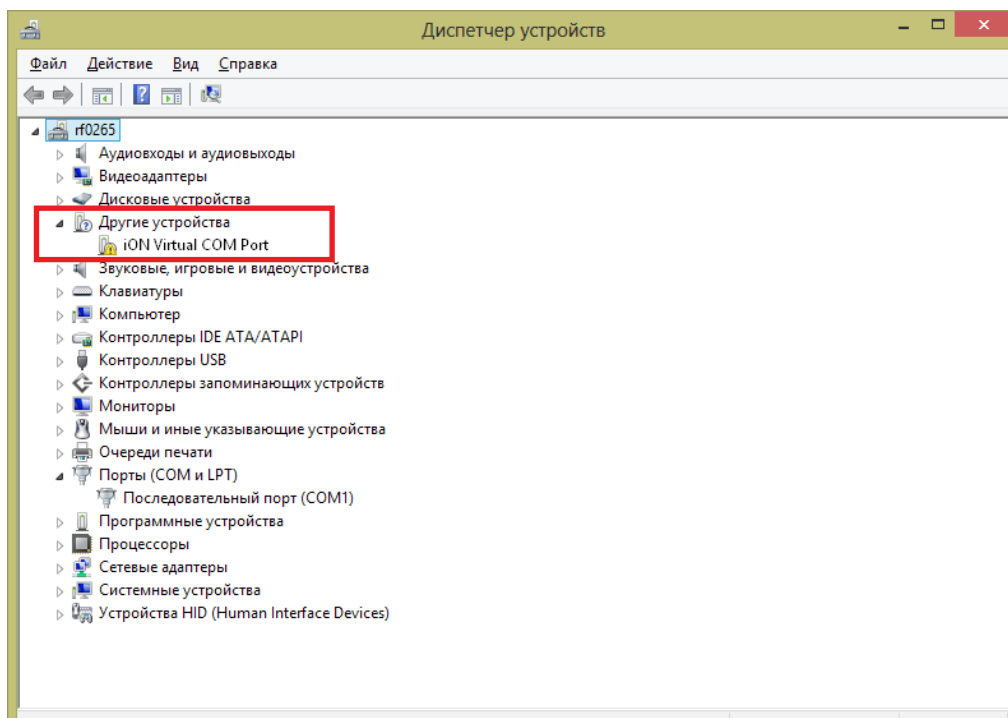 Диспетчер устройств
Файл Действие Вид Справка
rf0265
Аудиовходы и аудиовыходы
Видеоадаптеры
Дисковые устройства
Другие устройства
iON Virtual COM Port
Звуковые, игровые и видеоустройства
Клавиатуры
Компьютер
Контроллеры IDE ATA/ATAPI
Контроллеры USB
Контроллеры запоминающих устройств
Мониторы
Мыши и иные указывающие устройства
Очереди печати
Порты (COM и LPT)
Последовательный порт (COM1)
Программные устройства
Процессоры
Сетевые адаптеры
Системные устройства
Устройства HID (Human Interface Devices)